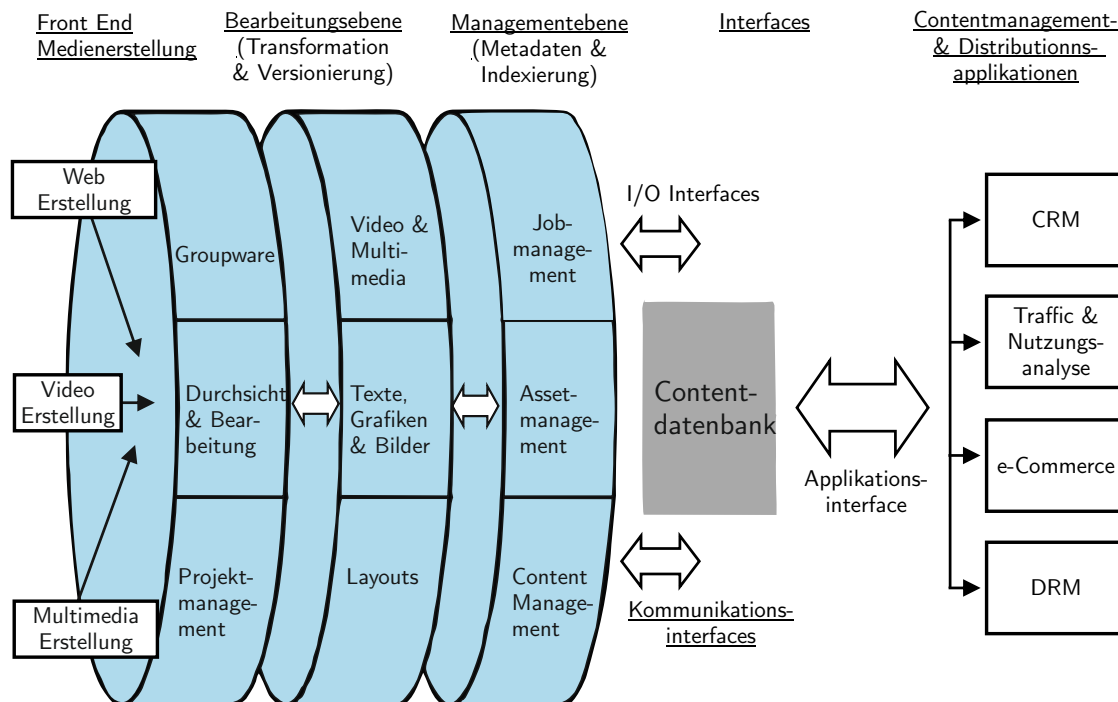 Front End
Medienerstellung
Bearbeitungsebene
(Transformation
& Versionierung)
Managementebene
(Metadaten &
Indexierung)
Interfaces
Contentmanagement-
& Distributionns-
applikationen
Web
Erstellung
Video
Erstellung
Multimedia
Erstellung
Groupware
Durchsicht
& Bear-
beitung
Projekt-
manage-
ment
Video &
Multi-
media
Texte,
Grafiken
& Bilder
Layouts
Job-
manage-
ment
Asset-
manage-
ment
Content
Manage-
ment
I/O Interfaces
Content-
datenbank
Kommunikations-
interfaces
Applikations-
interface
CRM
Traffic &
Nutzungs-
analyse
e-Commerce
DRM